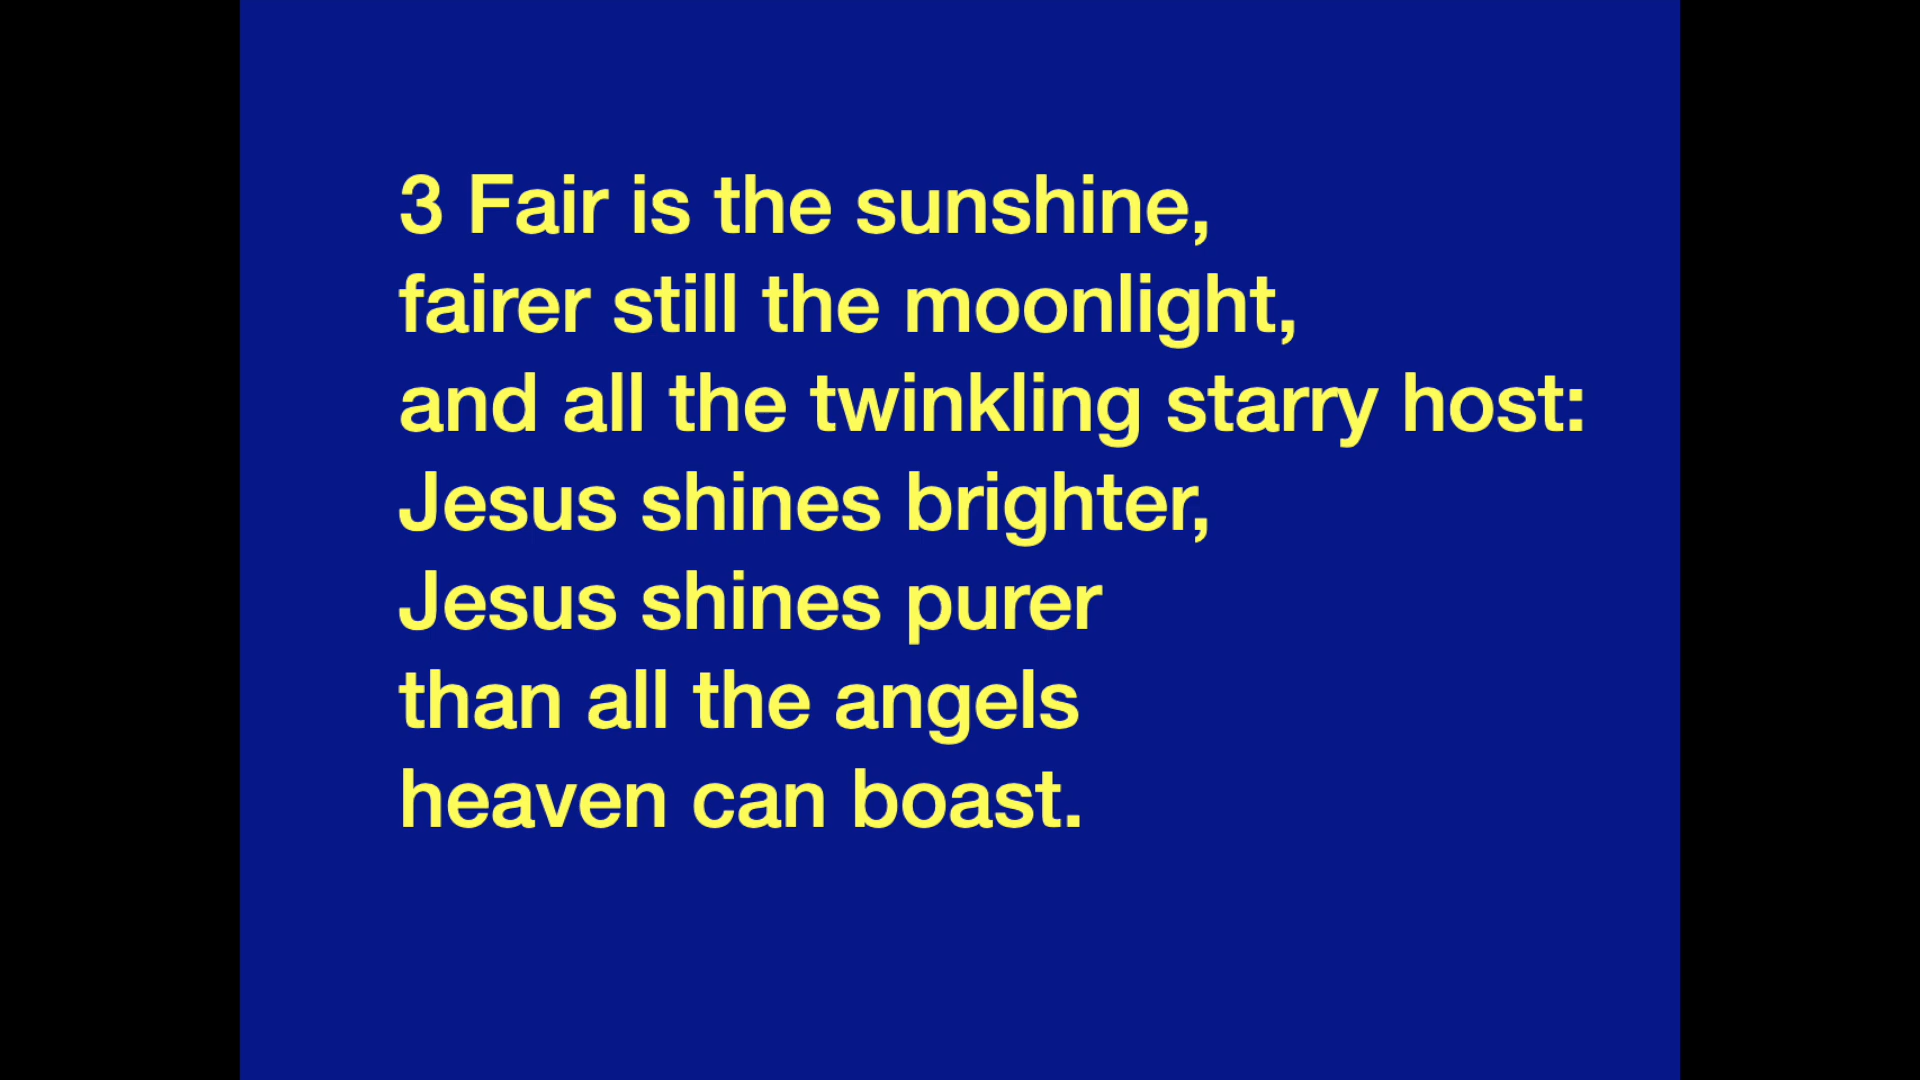 3 Fair is the sunshine,
fairer still the moonlight,
and all the twinkling starry host:
Jesus shines brighter,
Jesus shines purer
than all the angels
heaven can boast.